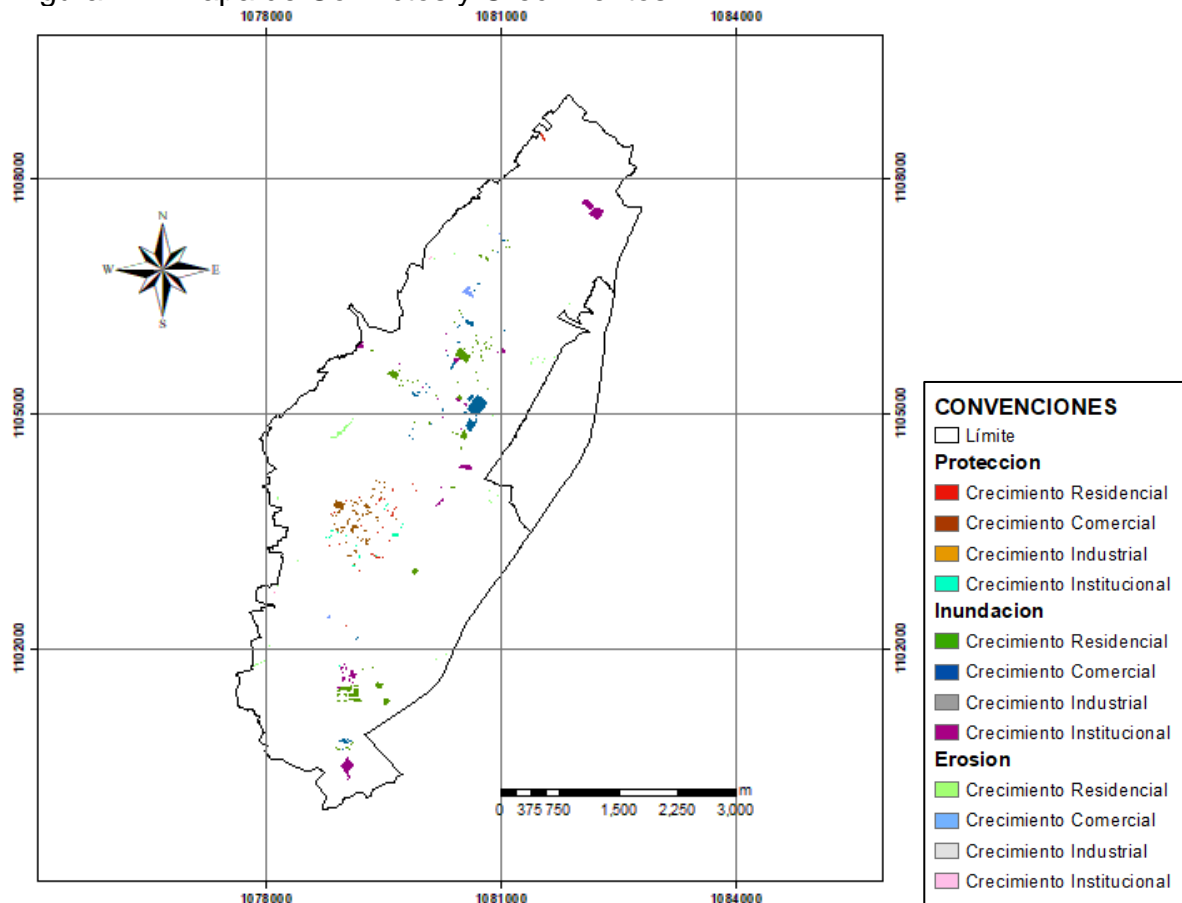 1078000 1081000 1084000
1108000 1108000
N
W E
S
1105000 1105000
1102000 1102000
m
0 375 750 1,500 2,250 3,000
1078000 1081000 1084000
CONVENCIONES
Límite
Proteccion
Crecimiento Residencial
Crecimiento Comercial
Crecimiento Industrial
Crecimiento Institucional
Inundacion
Crecimiento Residencial
Crecimiento Comercial
Crecimiento Industrial
Crecimiento Institucional
Erosion
Crecimiento Residencial
Crecimiento Comercial
Crecimiento Industrial
Crecimiento Institucional